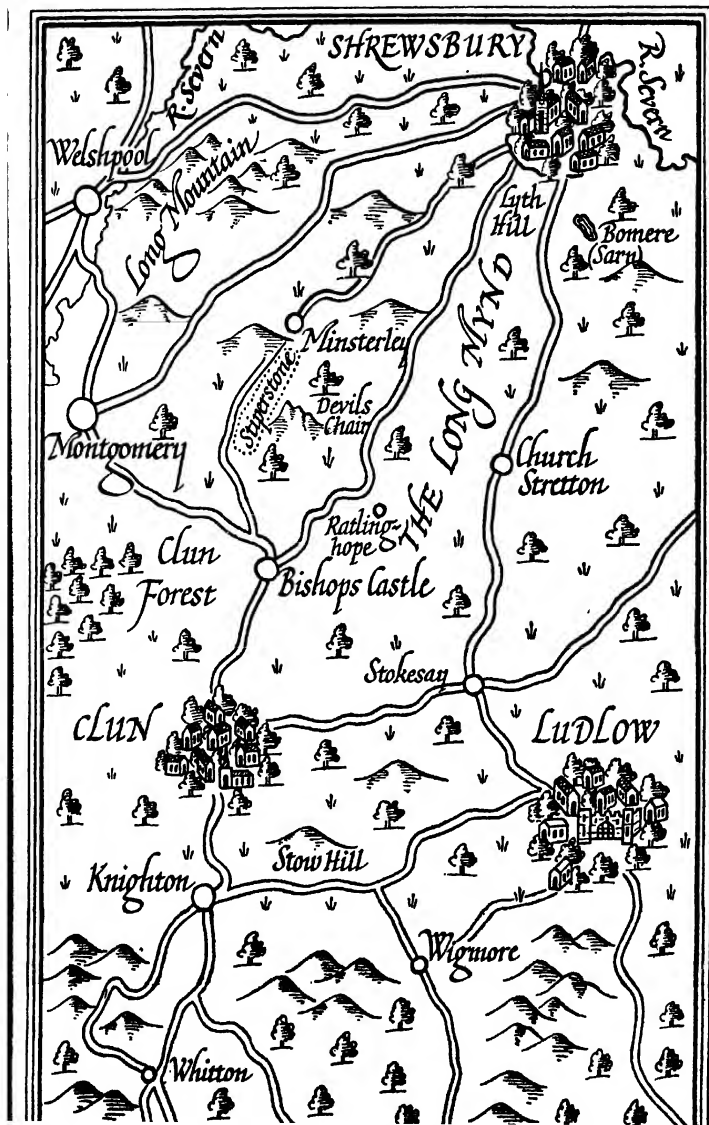 SHREWSBURY
R. Severn
R. Severn
Welshpool
Long Mountain
Lyth
Hill
Bomere
(Sarn)
Minsterley
Stiperstone
Devils
Chair
THE LONG MYND
Montgomery
Church
Stretton
Ratling-
hope
Clun
Forest
Bishops Castle
Stokesay
CLUN
LUDLOW
Stow Hill
Knighton
Wigmore
Whitton